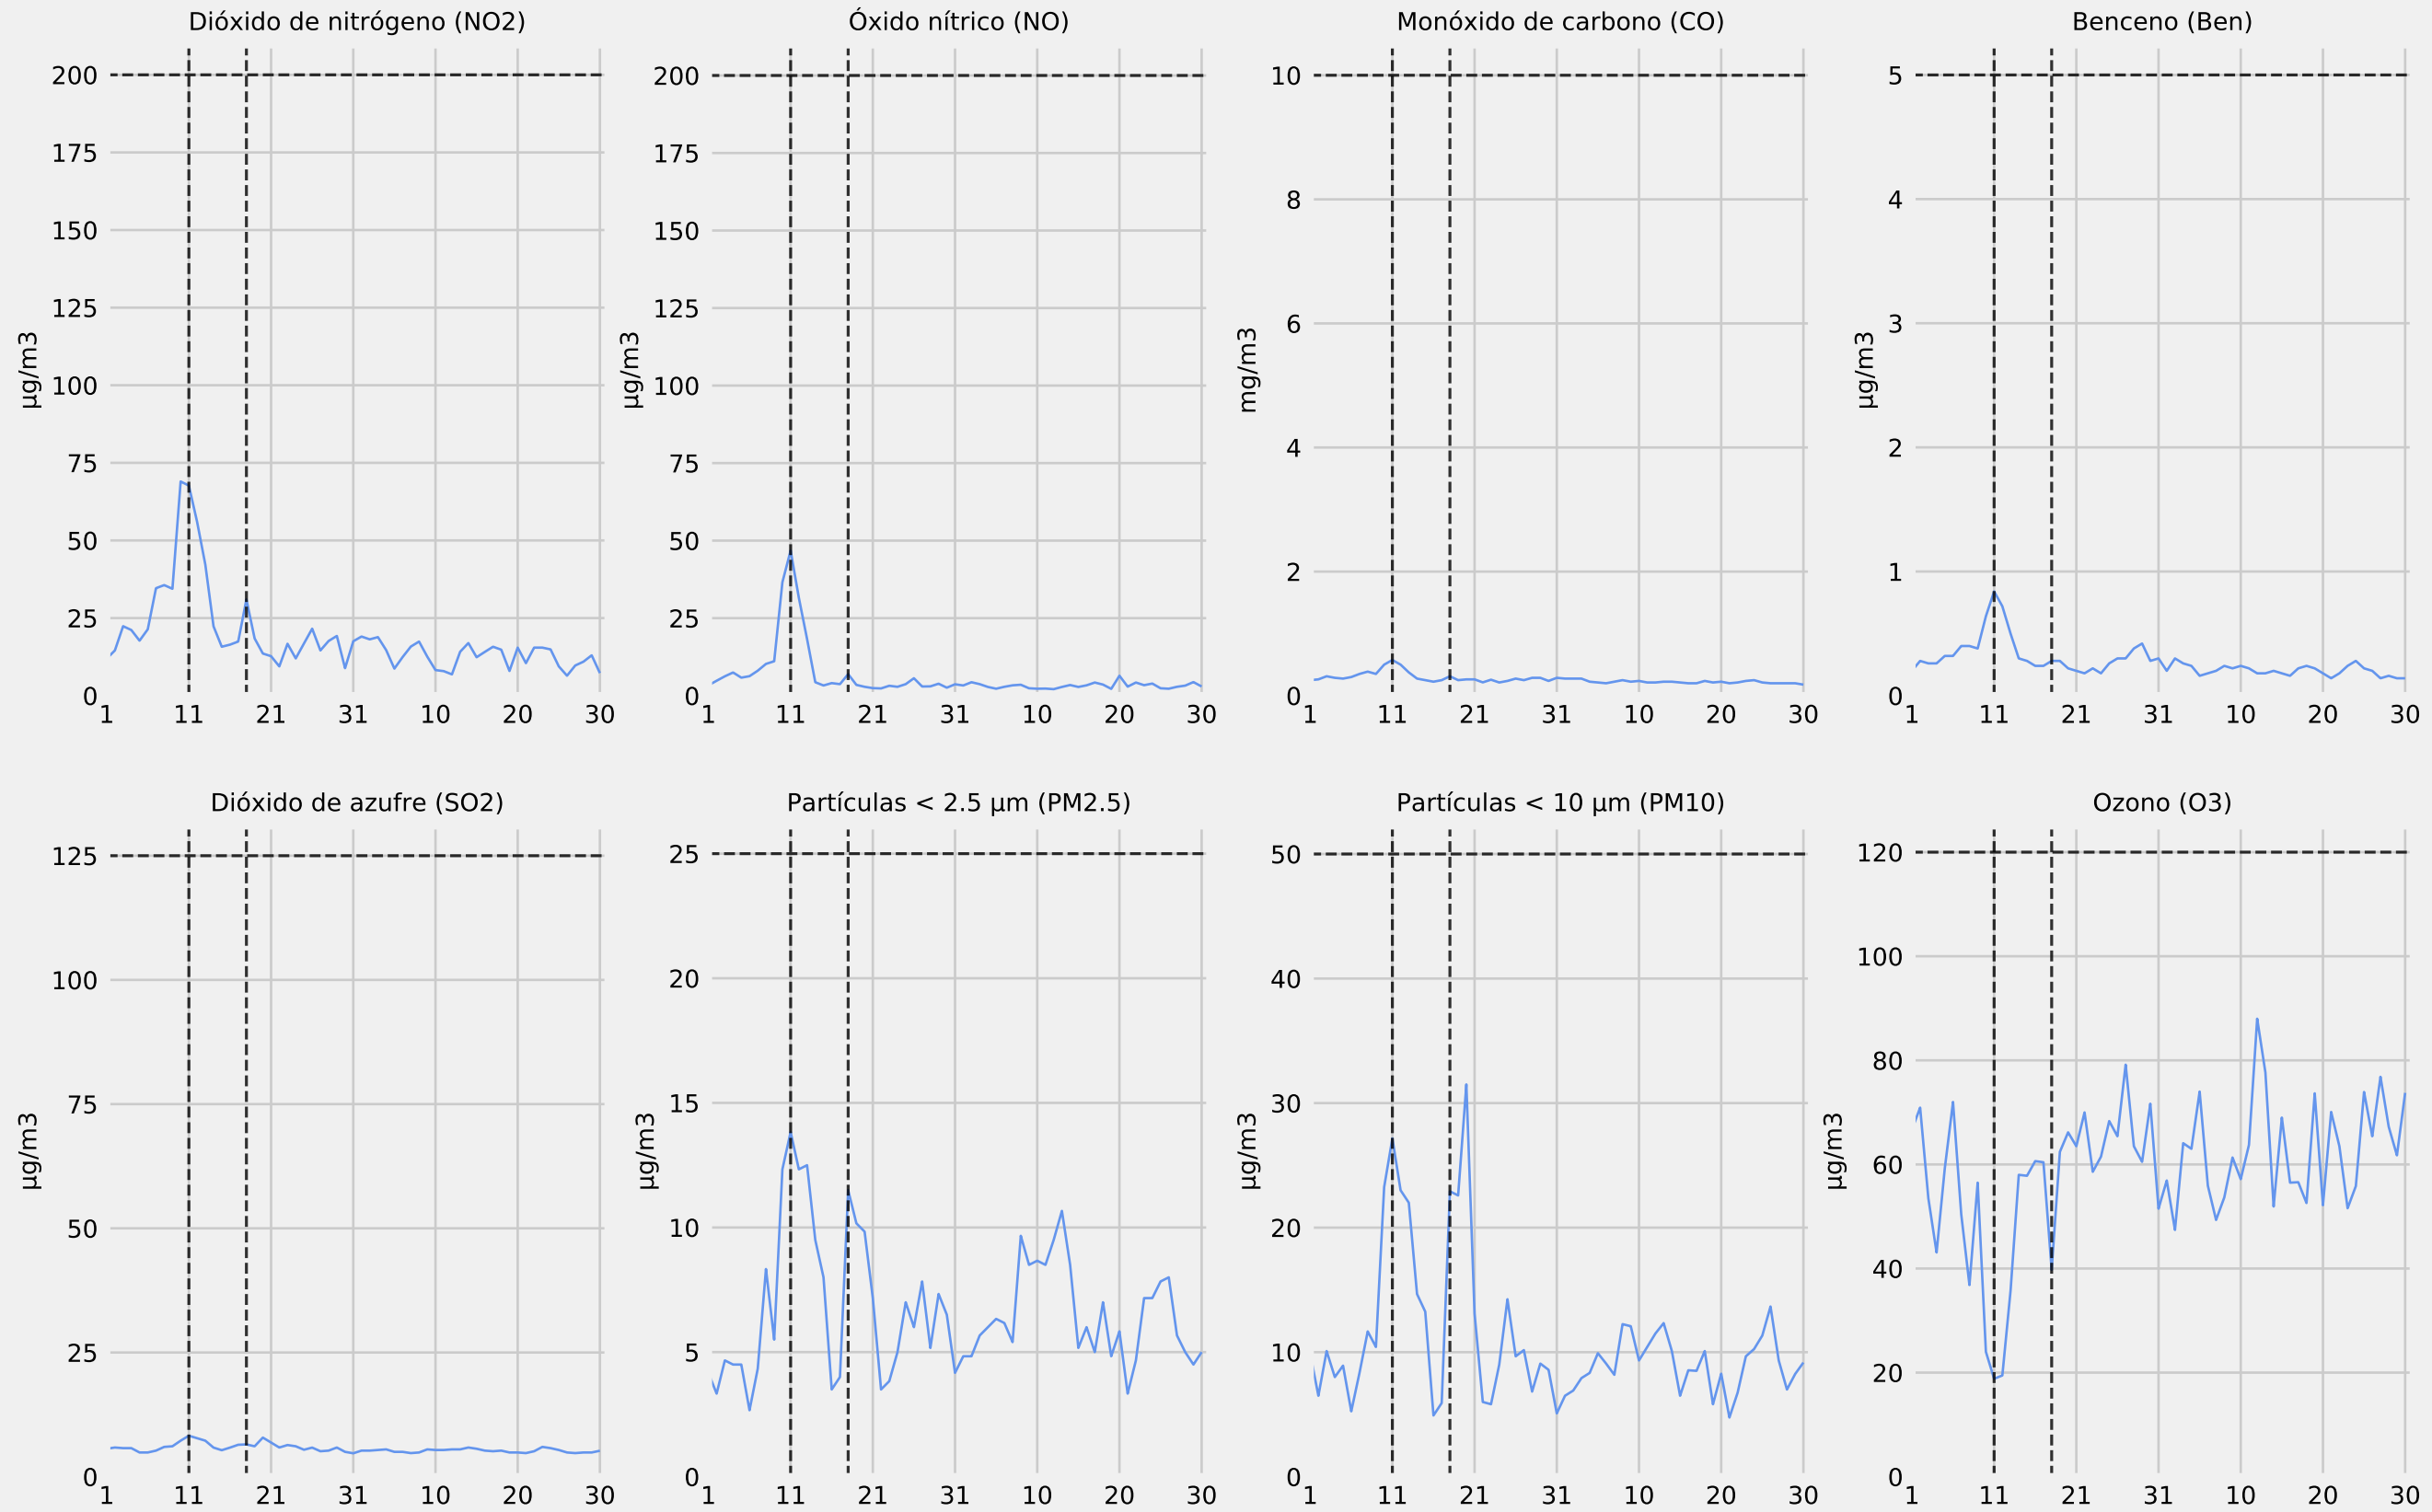 Dióxido de nitrógeno (NO2)
200
175
150
125
100
75
50
25
0
µg/m3
1 11 21 31 10 20 30
Óxido nítrico (NO)
200
175
150
125
100
75
50
25
0
µg/m3
1 11 21 31 10 20 30
Monóxido de carbono (CO)
10
8
6
4
2
0
mg/m3
1 11 21 31 10 20 30
Benceno (Ben)
5
4
3
2
1
0
µg/m3
1 11 21 31 10 20 30
Dióxido de azufre (SO2)
125
100
75
50
25
0
µg/m3
1 11 21 31 10 20 30
Partículas < 2.5 µm (PM2.5)
25
20
15
10
5
0
µg/m3
1 11 21 31 10 20 30
Partículas < 10 µm (PM10)
50
40
30
20
10
0
µg/m3
1 11 21 31 10 20 30
Ozono (O3)
120
100
80
60
40
20
0
µg/m3
1 11 21 31 10 20 30